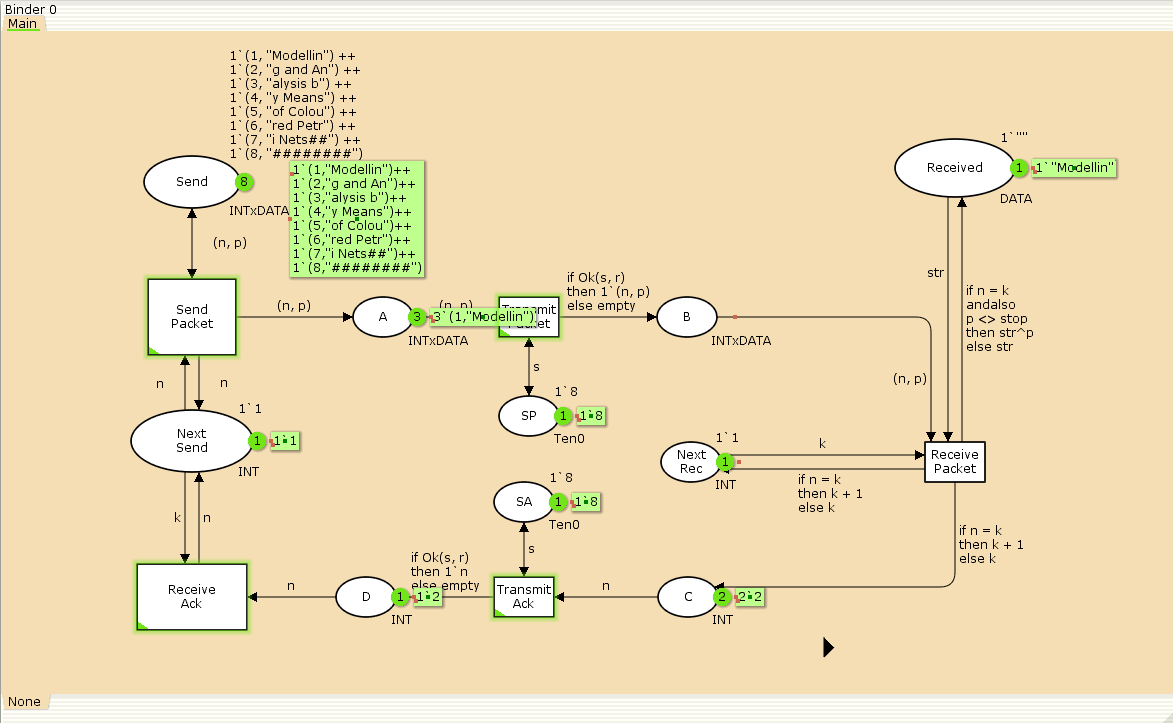 Binder 0
Main
1`(1, "Modellin") ++
1`(2, "g and An") ++
1`(3, "alysis b") ++
1`(4, "y Means") ++
1`(5, "of Colou") ++
1`(6, "red Petr") ++
1`(7, "i Nets##") ++
1`(8, "########")
Send
8
INTxDATA
1`(1,"Modellin")++
1`(2,"g and An")++
1`(3,"alysis b")++
1`(4,"y Means")++
1`(5,"of Colou")++
1`(6,"red Petr")++
1`(7,"i Nets##")++
1`(8,"########")
1`""
Received
1
1`"Modellin"
DATA
(n, p)
Send
Packet
(n, p)
A
3
3`(1,"Modellin")
INTxDATA
(n, p)
Transmit
Packet
if Ok(s, r)
then 1`(n, p)
else empty
B
INTxDATA
(n, p)
str
if n = k
andalso
p <> stop
then str^p
else str
n
n
s
1`8
SP
1
1`8
Ten0
1`1
Next
Send
1
1`1
INT
1`1
Next
Rec
1
INT
k
if n = k
then k + 1
else k
Receive
Packet
1`8
SA
1
1`8
Ten0
k
n
s
if n = k
then k + 1
else k
Receive
Ack
n
D
1
1`2
INT
if Ok(s, r)
then 1`n
else empty
Transmit
Ack
n
C
2
2`2
INT
None